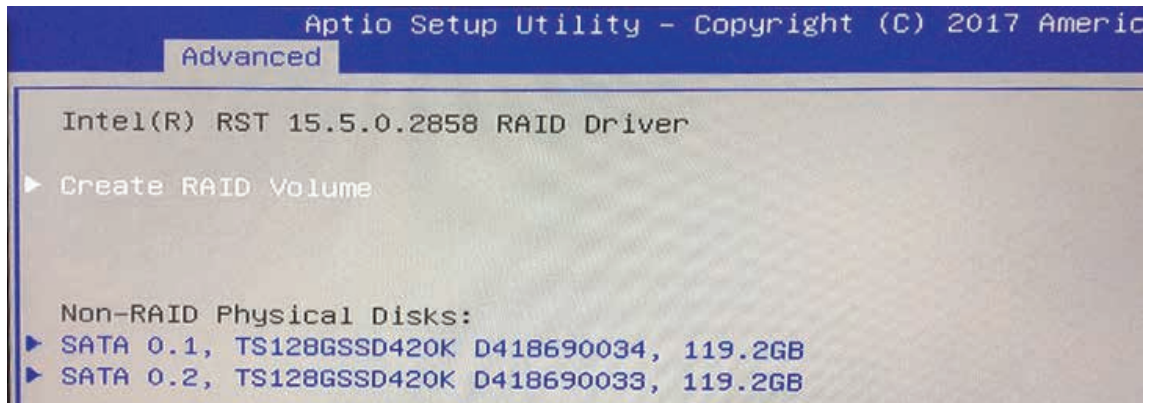 Aptio Setup Utility – Copyright (C) 2017 Americ
Advanced
Intel(R) RST 15.5.0.2858 RAID Driver
Create RAID Volume
Non-RAID Physical Disks:
SATA 0.1, TS128GSSD420K D418690034, 119.2GB
SATA 0.2, TS128GSSD420K D418690033, 119.2GB